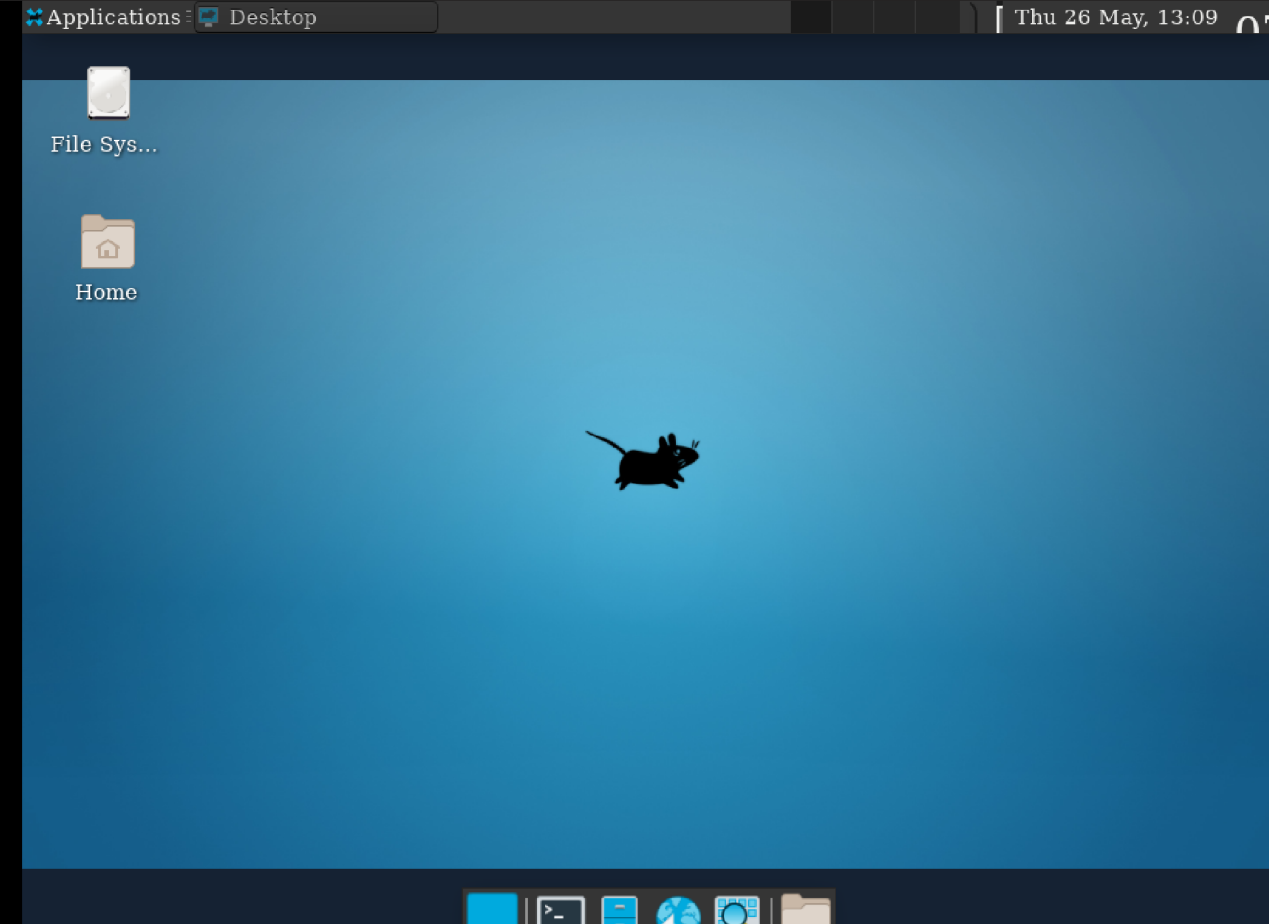 Applications
Desktop
Thu 26 May, 13:09
File Sys...
Home